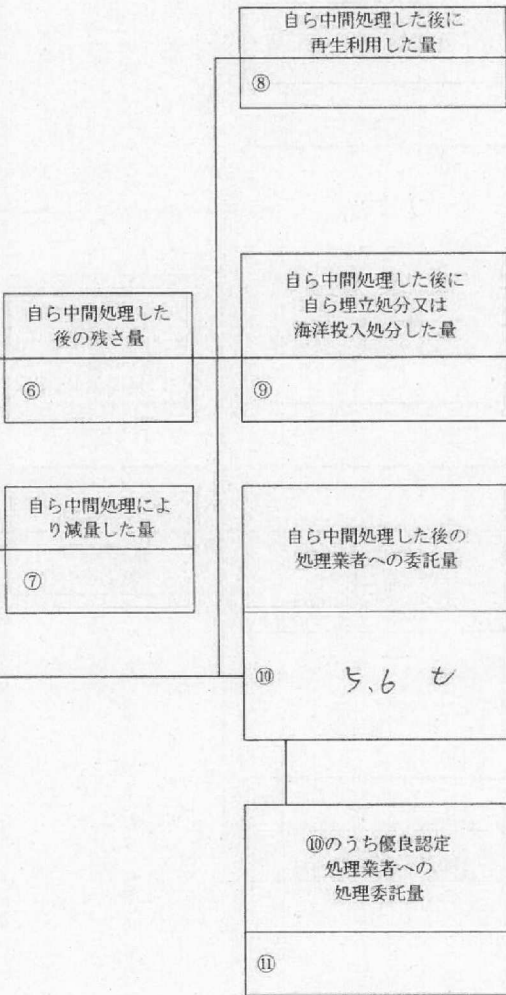 自ら中間処理した後に
再生利用した量
⑧
自ら中間処理した後に
自ら埋立処分又は
海洋投入処分した量
⑨
自ら中間処理した
後の残さ量
⑥
自ら中間処理によ
り減量した量
⑦
自ら中間処理した後の
処理業者への委託量
⑩ 5.6 t
⑩のうち優良認定
処理業者への
処理委託量
⑪